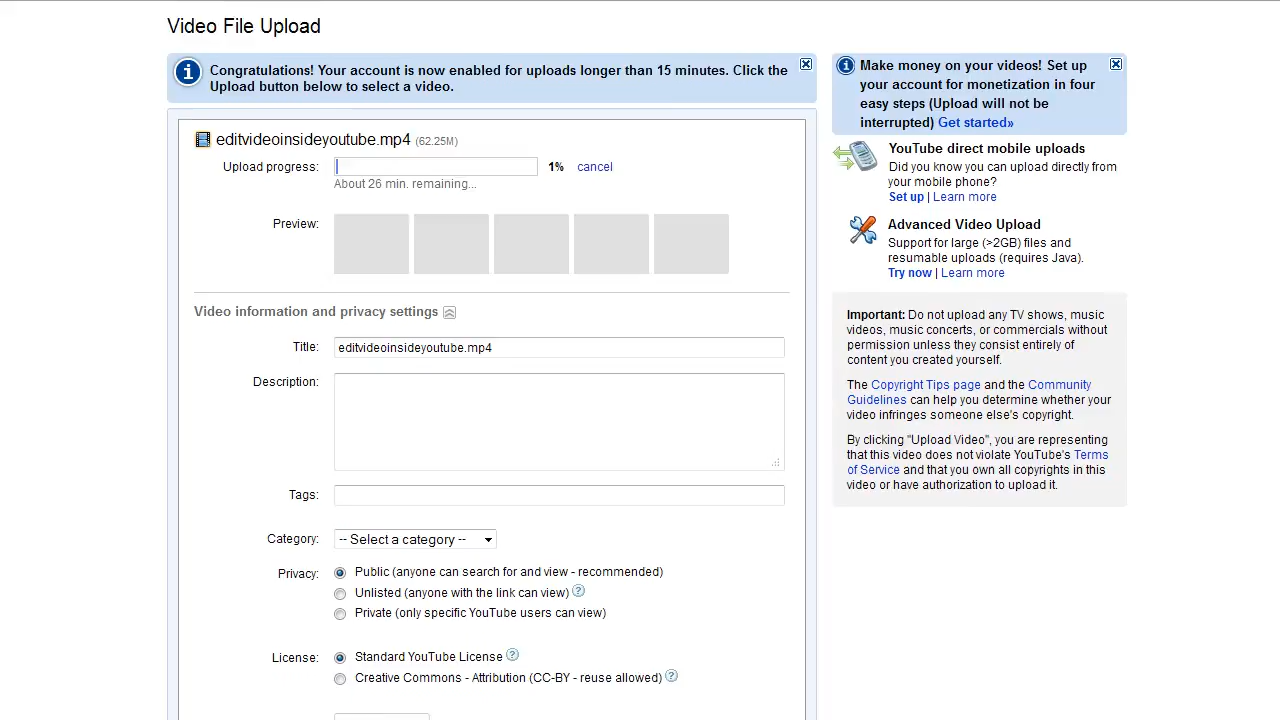 Video File Upload
Congratulations! Your account is now enabled for uploads longer than 15 minutes. Click the
Upload button below to select a video.
editvideoinsideyoutube.mp4 (62.25M)
Upload progress: 1% cancel
About 26 min. remaining...
Preview:
Video information and privacy settings
Title: editvideoinsideyoutube.mp4
Description:
Tags:
Category: -- Select a category --
Privacy: Public (anyone can search for and view - recommended)
Unlisted (anyone with the link can view) ?
Private (only specific YouTube users can view)
License: Standard YouTube License ?
Creative Commons - Attribution (CC-BY - reuse allowed) ?
Make money on your videos! Set up
your account for monetization in four
easy steps (Upload will not be
interrupted) Get started»
YouTube direct mobile uploads
Did you know you can upload directly from
your mobile phone?
Set up | Learn more
Advanced Video Upload
Support for large (>2GB) files and
resumable uploads (requires Java).
Try now | Learn more
Important: Do not upload any TV shows, music
videos, music concerts, or commercials without
permission unless they consist entirely of
content you created yourself.
The Copyright Tips page and the Community
Guidelines can help you determine whether your
video infringes someone else's copyright.
By clicking "Upload Video", you are representing
that this video does not violate YouTube's Terms
of Service and that you own all copyrights in this
video or have authorization to upload it.